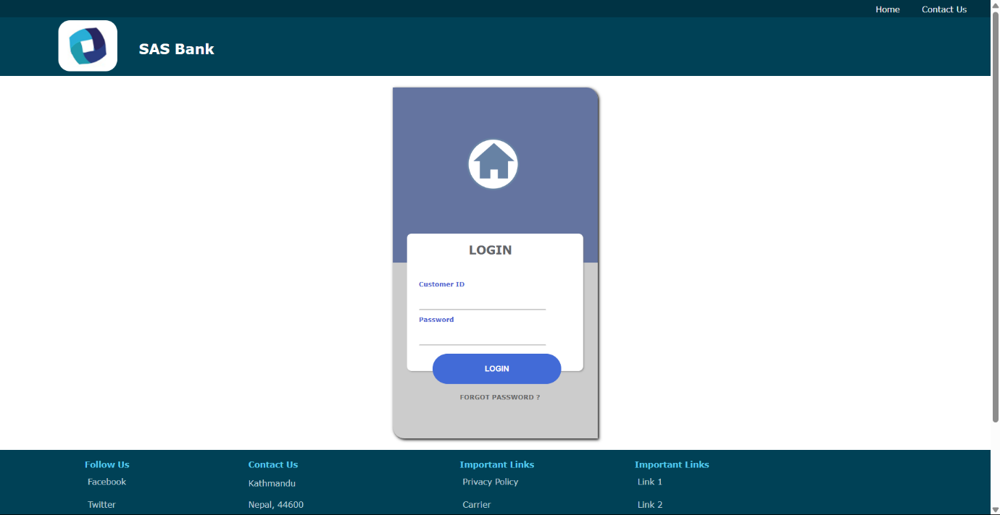 Home Contact Us
SAS Bank
LOGIN
Customer ID
Password
LOGIN
FORGOT PASSWORD ?
Follow Us Contact Us Important Links Important Links
Facebook Kathmandu Privacy Policy Link 1
Twitter Nepal, 44600 Carrier Link 2